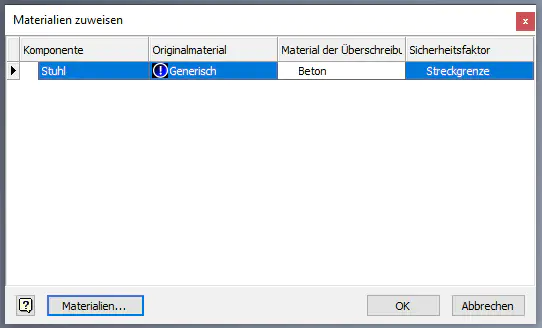 Materialien zuweisen
x
Komponente Originalmaterial Material der Überschreibu Sicherheitsfaktor
Stuhl Generisch Beton Streckgrenze
? Materialien... OK Abbrechen